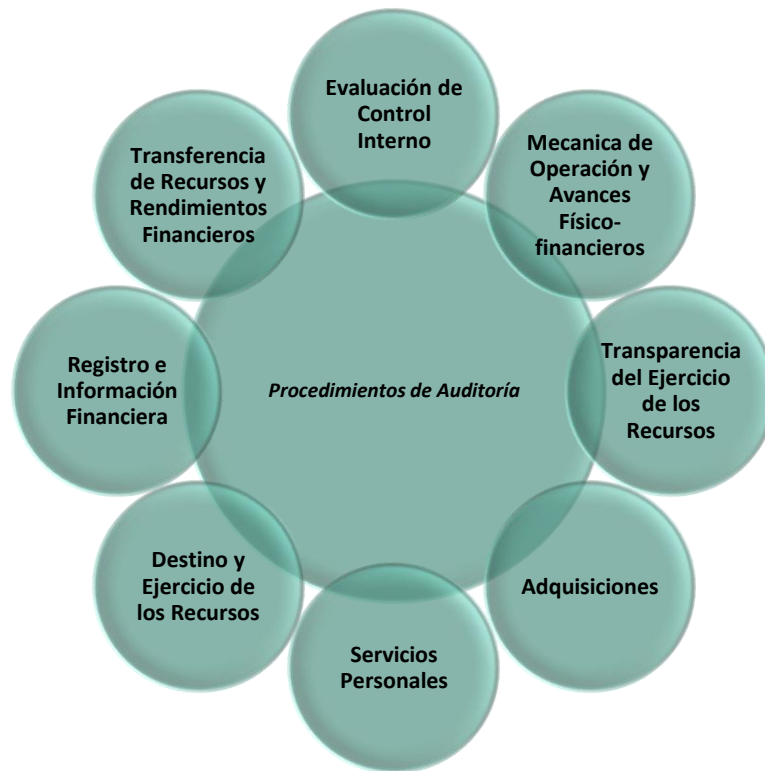 Evaluación de
Control
Interno
Mecanica de
Operación y
Avances
Físico-
financieros
Transparencia
del Ejercicio
de los
Recursos
Adquisiciones
Servicios
Personales
Destino y
Ejercicio de
los Recursos
Registro e
Información
Financiera
Transferencia
de Recursos y
Rendimientos
Financieros
Procedimientos de Auditoría